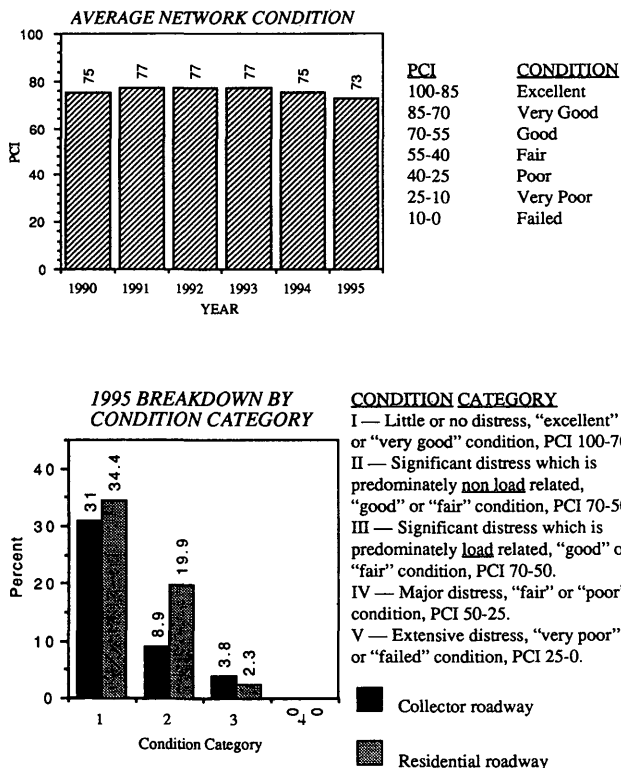 AVERAGE NETWORK CONDITION
100
80
60
40
20
0
PCI
75
77
77
77
75
73
1990 1991 1992 1993 1994 1995
YEAR
PCI CONDITION
100-85 Excellent
85-70 Very Good
70-55 Good
55-40 Fair
40-25 Poor
25-10 Very Poor
10-0 Failed
1995 BREAKDOWN BY
CONDITION CATEGORY
40
30
20
10
0
Percent
31
34.4
8.9
19.9
3.8
2.3
0
0
1 2 3 4
Condition Category
CONDITION CATEGORY
I — Little or no distress, “excellent”
or “very good” condition, PCI
II — Significant distress which is
predominately non load related,
“good” or “fair” condition, PCI
III — Significant distress which is
predominately load related, “good”
“fair” condition, PCI 70-50.
IV — Major distress, “fair” or “poor”
condition, PCI 50-25.
V — Extensive distress, “very poor”
or “failed” condition, PCI 25-0.
Collector roadway
Residential roadway